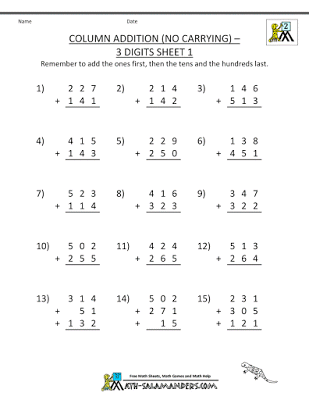 Name Date
2
COLUMN ADDITION (NO CARRYING) –
3 DIGITS SHEET 1
Remember to add the ones first, then the tens and the hundreds last.
1) 2 2 7 2) 2 1 4 3) 1 4 6
+ 1 4 1 + 1 4 2 + 5 1 3
4) 4 1 5 5) 2 2 9 6) 1 3 8
+ 1 4 3 + 2 5 0 + 4 5 1
7) 5 2 3 8) 4 1 6 9) 3 4 7
+ 1 1 4 + 3 2 3 + 3 2 2
10) 5 0 2 11) 4 2 4 12) 5 1 3
+ 2 5 5 + 2 6 5 + 2 6 4
13) 3 1 4 14) 5 0 2 15) 2 3 1
+ 5 1 + 2 7 1 + 3 0 5
+ 1 3 2 + 1 5 + 1 2 1
Free Math Sheets, Math Games and Math Help
MATH-SALAMANDERS.COM